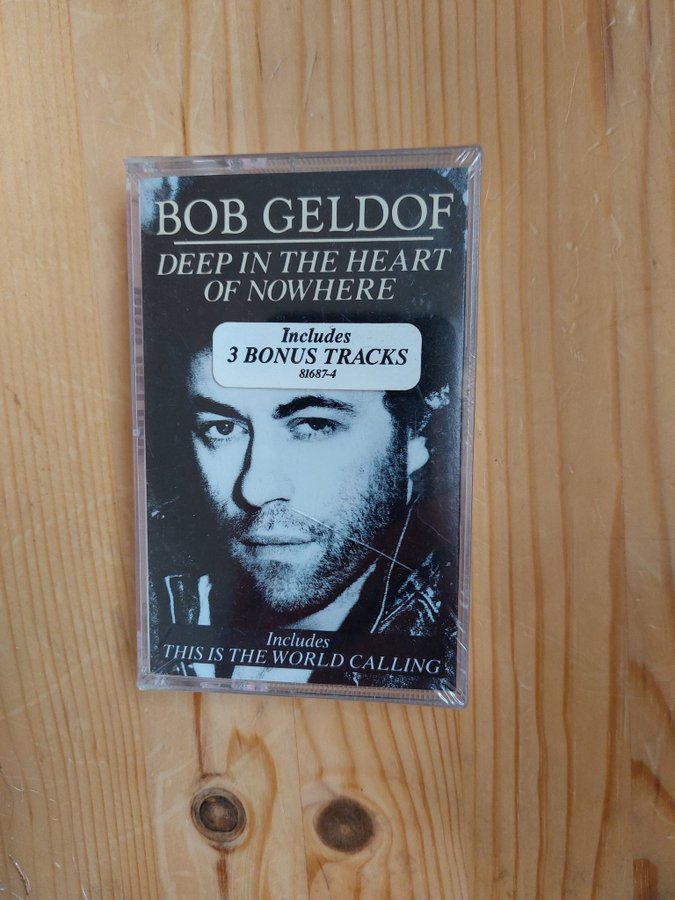 BOB GELDOF
DEEP IN THE HEART
OF NOWHERE
Includes
3 BONUS TRACKS
81687-4
Includes
THIS IS THE WORLD CALLING